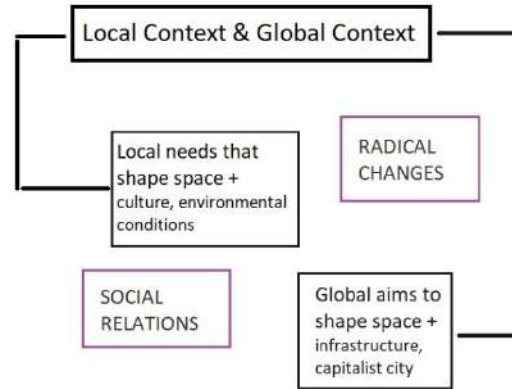 Local Context & Global Context
Local needs that
shape space +
culture, environmental
conditions
RADICAL
CHANGES
SOCIAL
RELATIONS
Global aims to
shape space +
infrastructure,
capitalist city